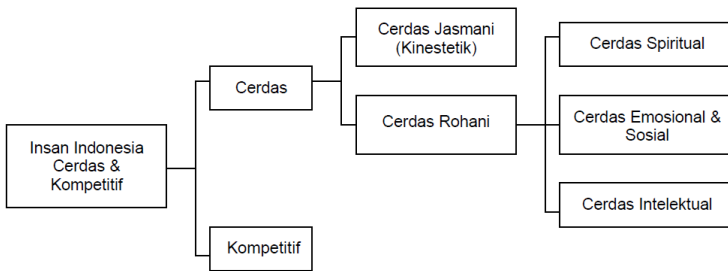 Insan Indonesia
Cerdas &
Kompetitif
Cerdas
Kompetitif
Cerdas Jasmani
(Kinestetik)
Cerdas Rohani
Cerdas Spiritual
Cerdas Emosional &
Sosial
Cerdas Intelektual